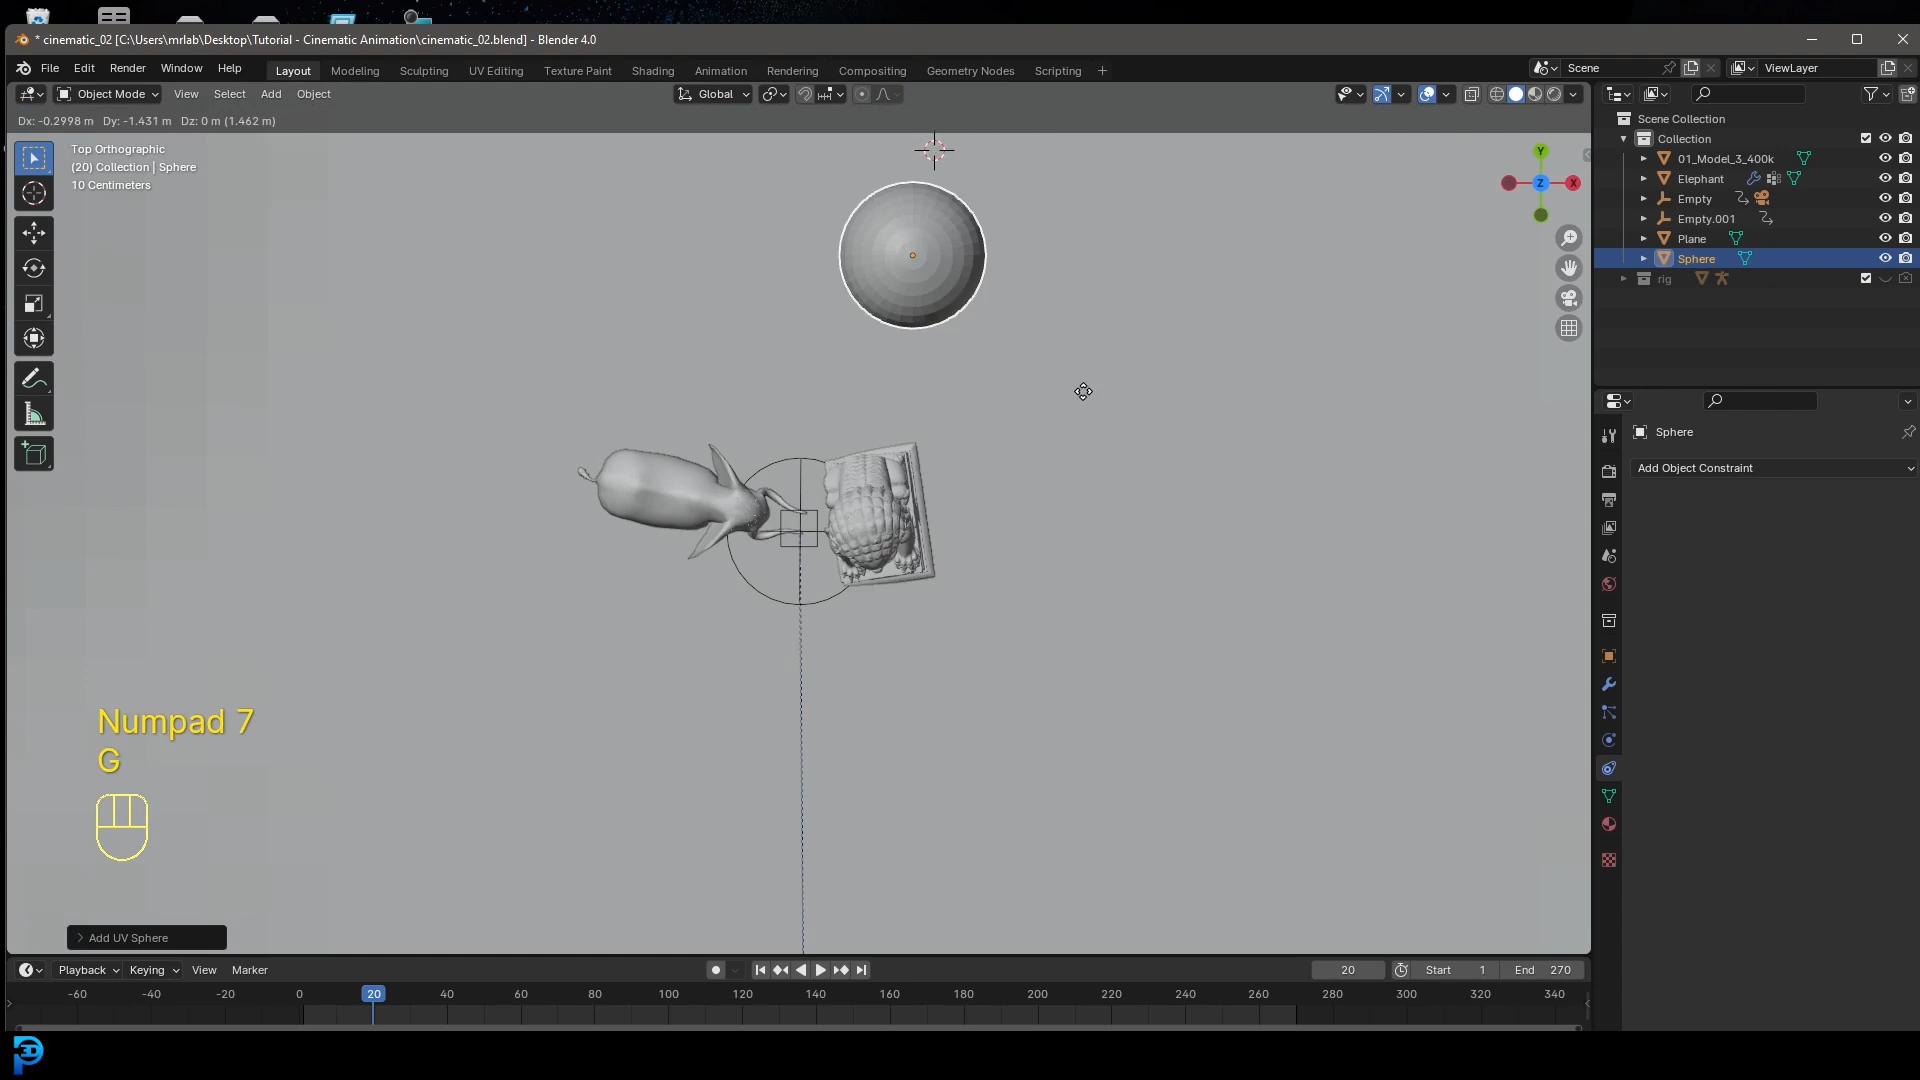 * cinematic_02 [C:\Users\mrlab\Desktop\Tutorial - Cinematic Animation\cinematic_02.blend] - Blender 4.0
File Edit Render Window Help Layout Modeling Sculpting UV Editing Texture Paint Shading Animation Rendering Compositing Geometry Nodes Scripting + Scene ViewLayer
Object Mode View Select Add Object Global
Dx: -0.2998 m Dy: -1.431 m Dz: 0 m (1.462 m)
Top Orthographic
(20) Collection | Sphere
10 Centimeters
Y
Z
X
Scene Collection
Collection
01_Model_3_400k
Elephant
Empty
Empty.001
Plane
Sphere
rig
Sphere
Add Object Constraint
Numpad 7
G
Add UV Sphere
Playback Keying View Marker 20 Start 1 End 270
-60 -40 -20 0 20 40 60 80 100 120 140 160 180 200 220 240 260 280 300 320 340
3D